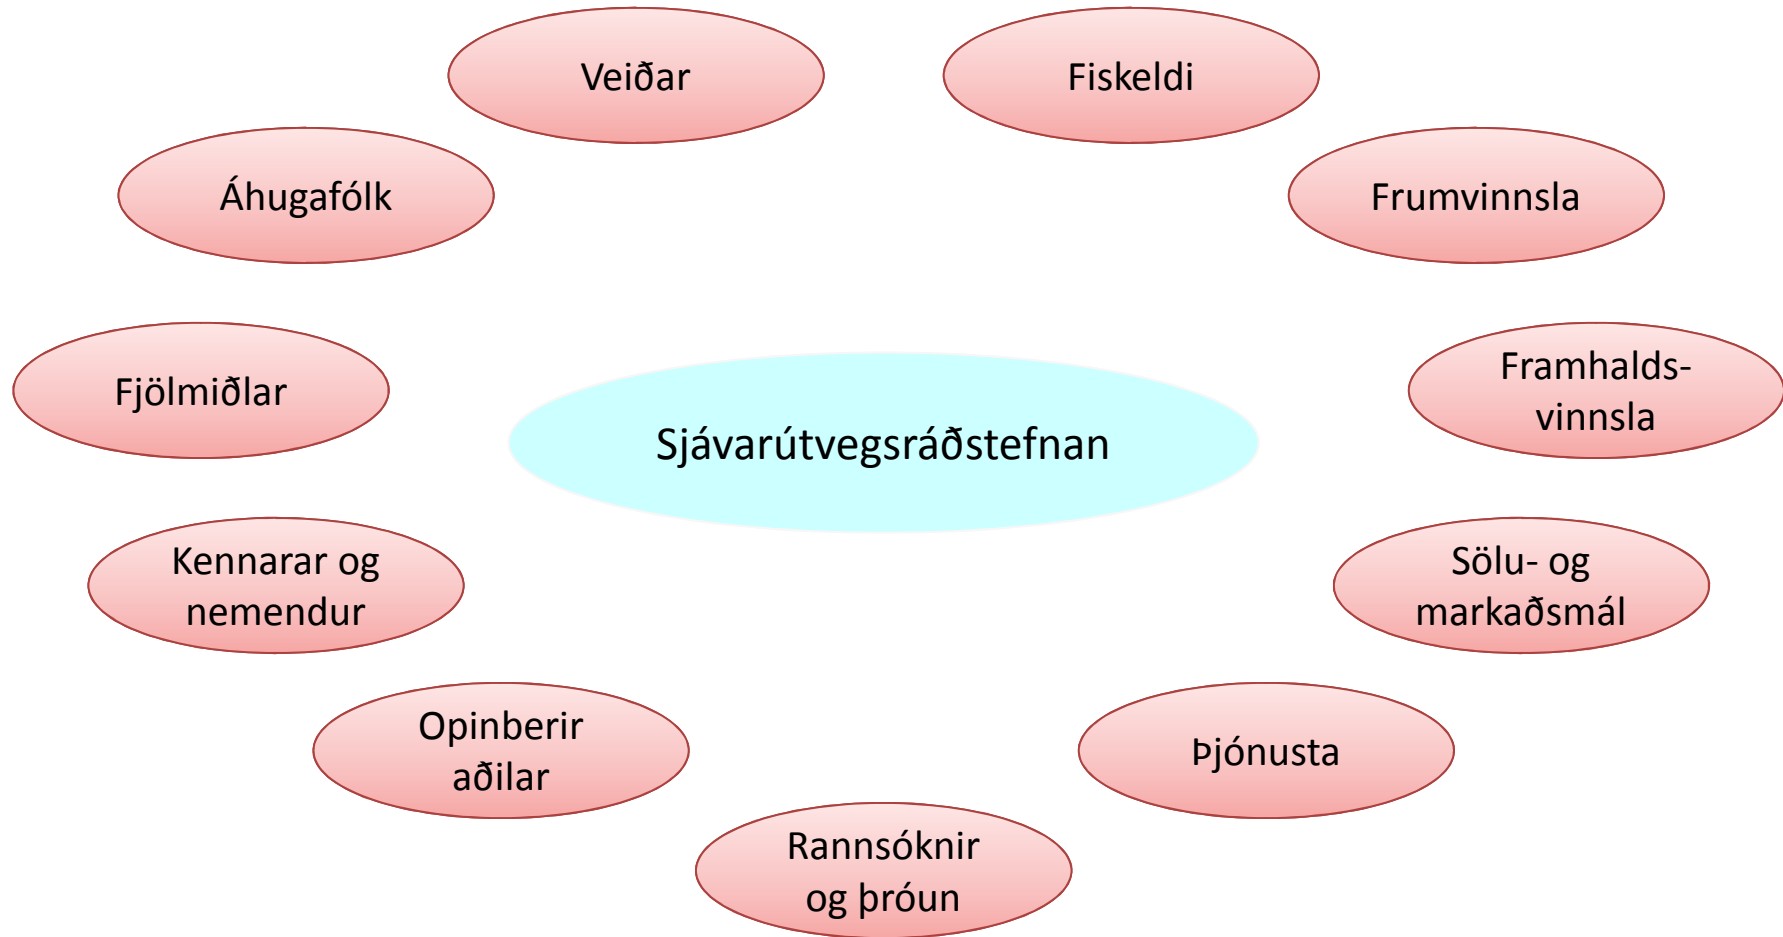 Veiðar
Fiskeldi
Áhugafólk
Frumvinnsla
Fjölmiðlar
Framhalds-
vinnsla
Sjávarútvegsráðstefnan
Kennarar og
nemendur
Sölu- og
markaðsmál
Opinberir
aðilar
Þjónusta
Rannsóknir
og þróun